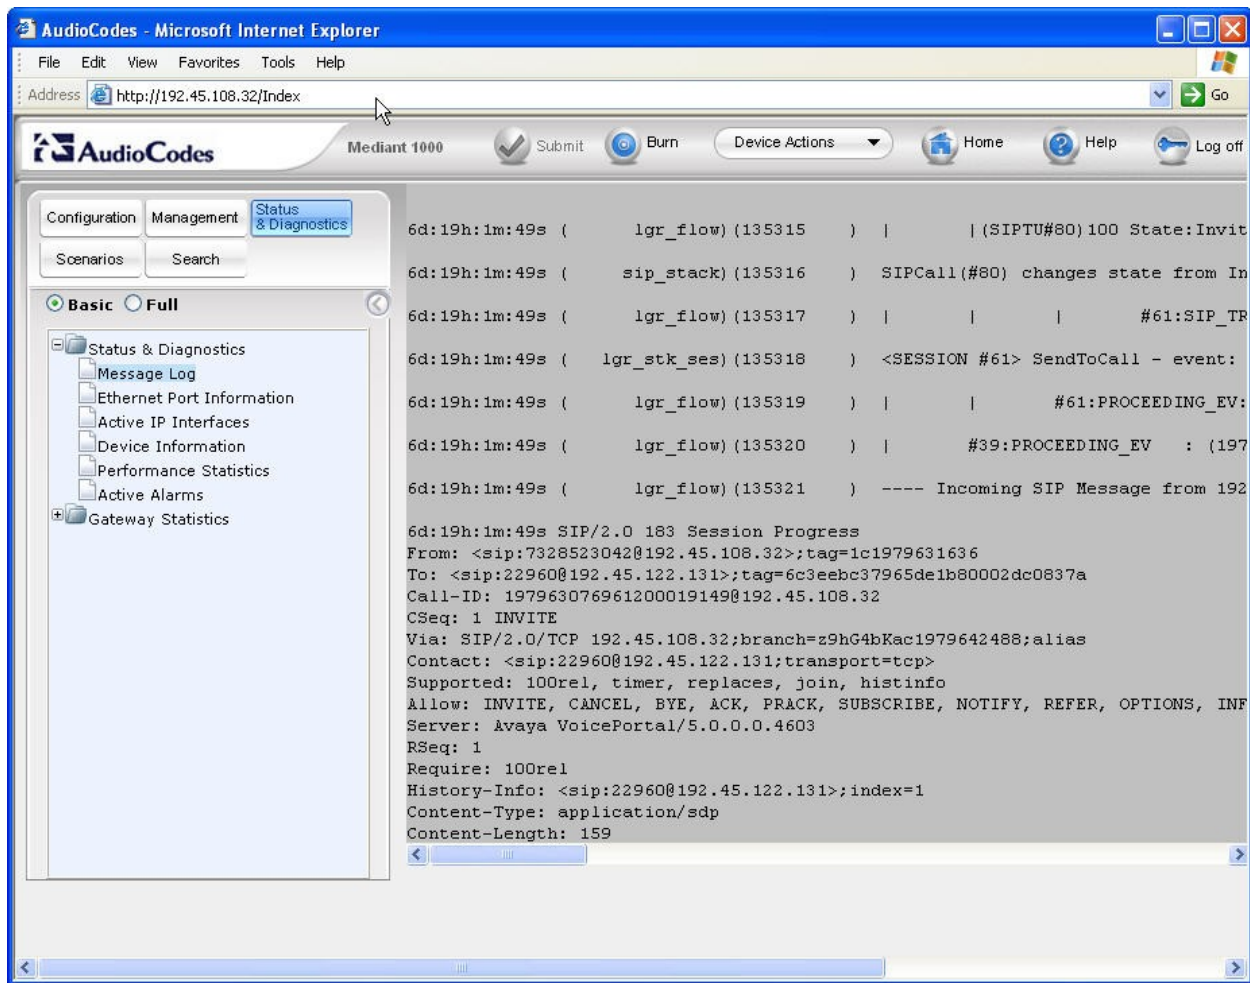 AudioCodes - Microsoft Internet Explorer
File Edit View Favorites Tools Help
Address http://192.45.108.32/Index Go
AudioCodes Mediant 1000 Submit Burn Device Actions Home Help Log off
Configuration Management Status & Diagnostics
Scenarios Search
Basic Full
Status & Diagnostics
Message Log
Ethernet Port Information
Active IP Interfaces
Device Information
Performance Statistics
Active Alarms
Gateway Statistics
6d:19h:1m:49s ( lgr_flow)(135315 ) | |(SIPTU#80)100 State:Invit
6d:19h:1m:49s ( sip_stack)(135316 ) SIPCall(#80) changes state from In
6d:19h:1m:49s ( lgr_flow)(135317 ) | | | #61:SIP_TR
6d:19h:1m:49s ( lgr_stk_ses)(135318 ) <SESSION #61> SendToCall - event:
6d:19h:1m:49s ( lgr_flow)(135319 ) | | #61:PROCEEDING_EV:
6d:19h:1m:49s ( lgr_flow)(135320 ) | #39:PROCEEDING_EV : (197
6d:19h:1m:49s ( lgr_flow)(135321 ) ---- Incoming SIP Message from 192
6d:19h:1m:49s SIP/2.0 183 Session Progress
From: <sip:7328523042@192.45.108.32>;tag=1c1979631636
To: <sip:22960@192.45.122.131>;tag=6c3eebc37965de1b80002dc0837a
Call-ID: 197963076961200019149@192.45.108.32
CSeq: 1 INVITE
Via: SIP/2.0/TCP 192.45.108.32;branch=z9hG4bKac1979642488;alias
Contact: <sip:22960@192.45.122.131;transport=tcp>
Supported: 100rel, timer, replaces, join, histinfo
Allow: INVITE, CANCEL, BYE, ACK, PRACK, SUBSCRIBE, NOTIFY, REFER, OPTIONS, INF
Server: Avaya VoicePortal/5.0.0.0.4603
RSeq: 1
Require: 100rel
History-Info: <sip:22960@192.45.122.131>;index=1
Content-Type: application/sdp
Content-Length: 159